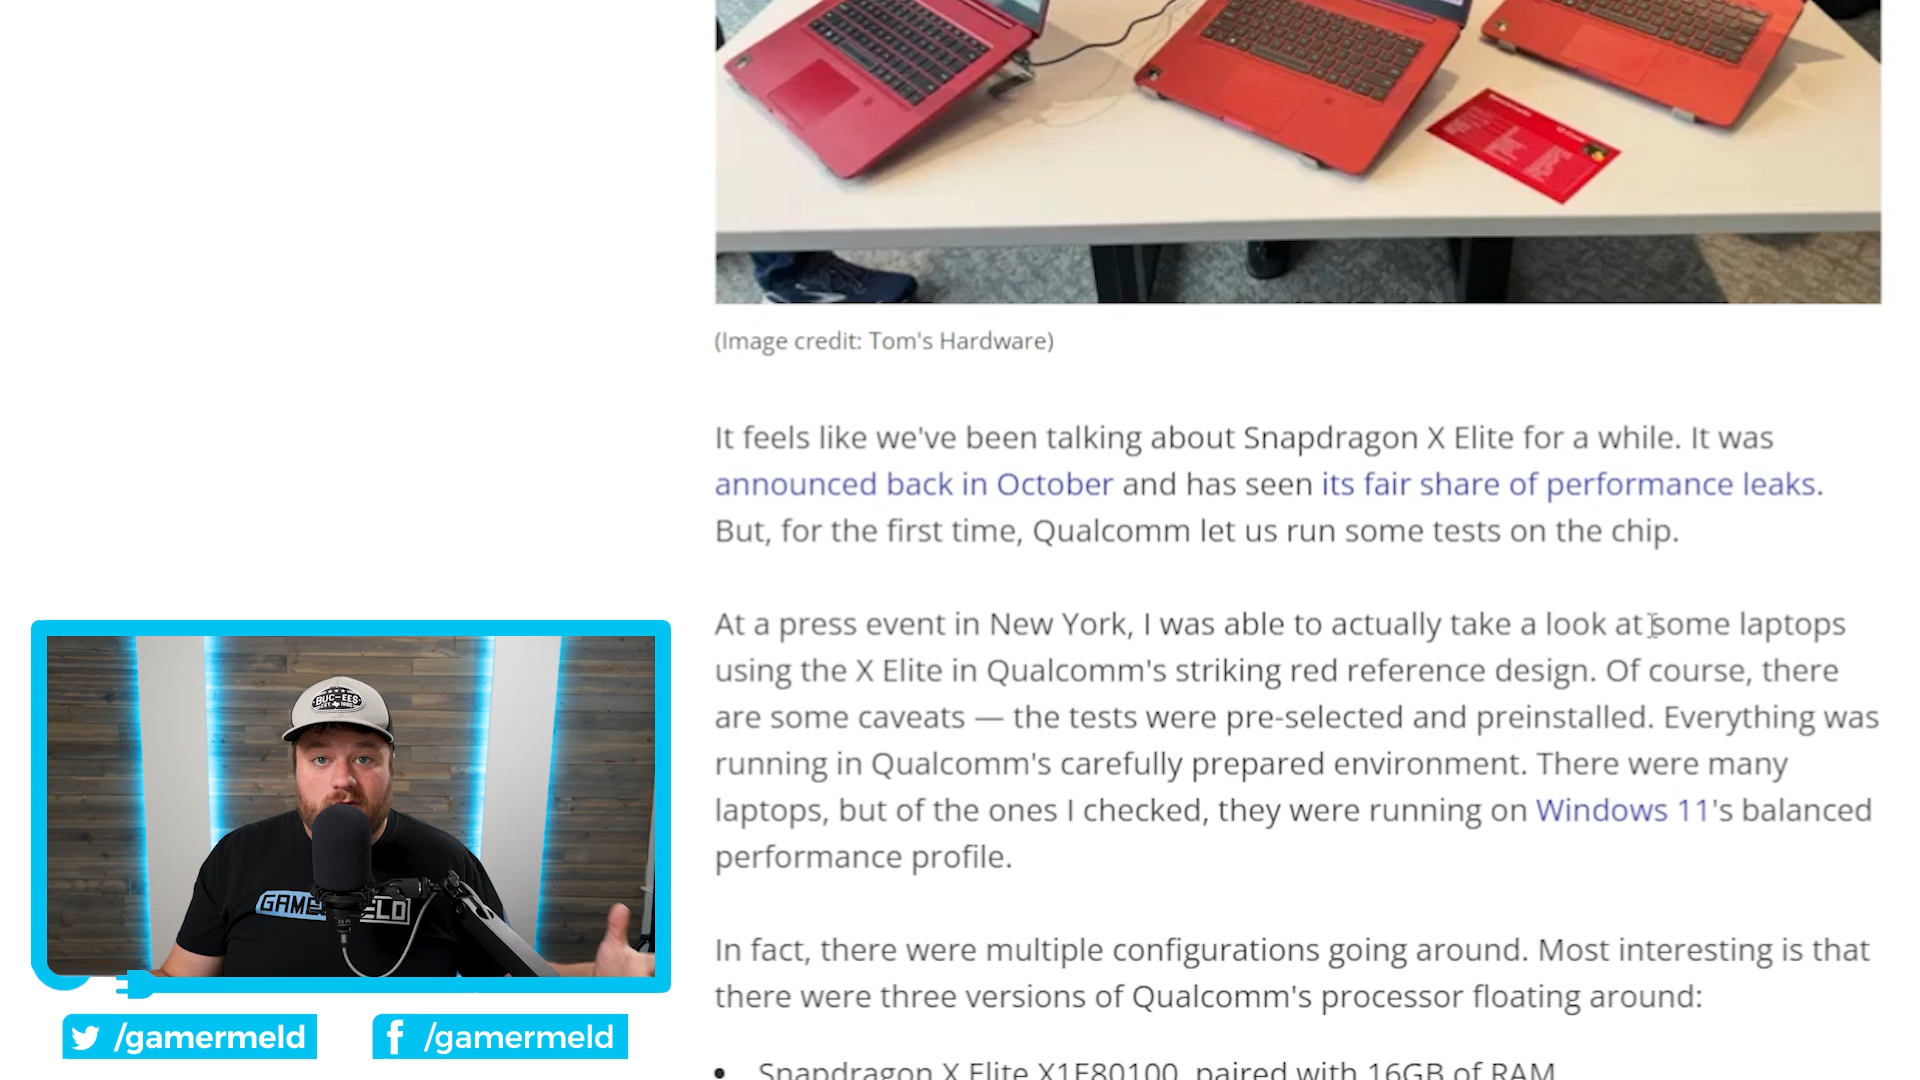 (Image credit: Tom's Hardware)
It feels like we've been talking about Snapdragon X Elite for a while. It was
announced back in October and has seen its fair share of performance leaks.
But, for the first time, Qualcomm let us run some tests on the chip.
At a press event in New York, I was able to actually take a look at some laptops
using the X Elite in Qualcomm's striking red reference design. Of course, there
are some caveats — the tests were pre-selected and preinstalled. Everything was
running in Qualcomm's carefully prepared environment. There were many
laptops, but of the ones I checked, they were running on Windows 11's balanced
performance profile.
In fact, there were multiple configurations going around. Most interesting is that
there were three versions of Qualcomm's processor floating around:
• Snapdragon X Elite X1E80100, paired with 16GB of RAM
BUC-EES
/gamermeld
/gamermeld